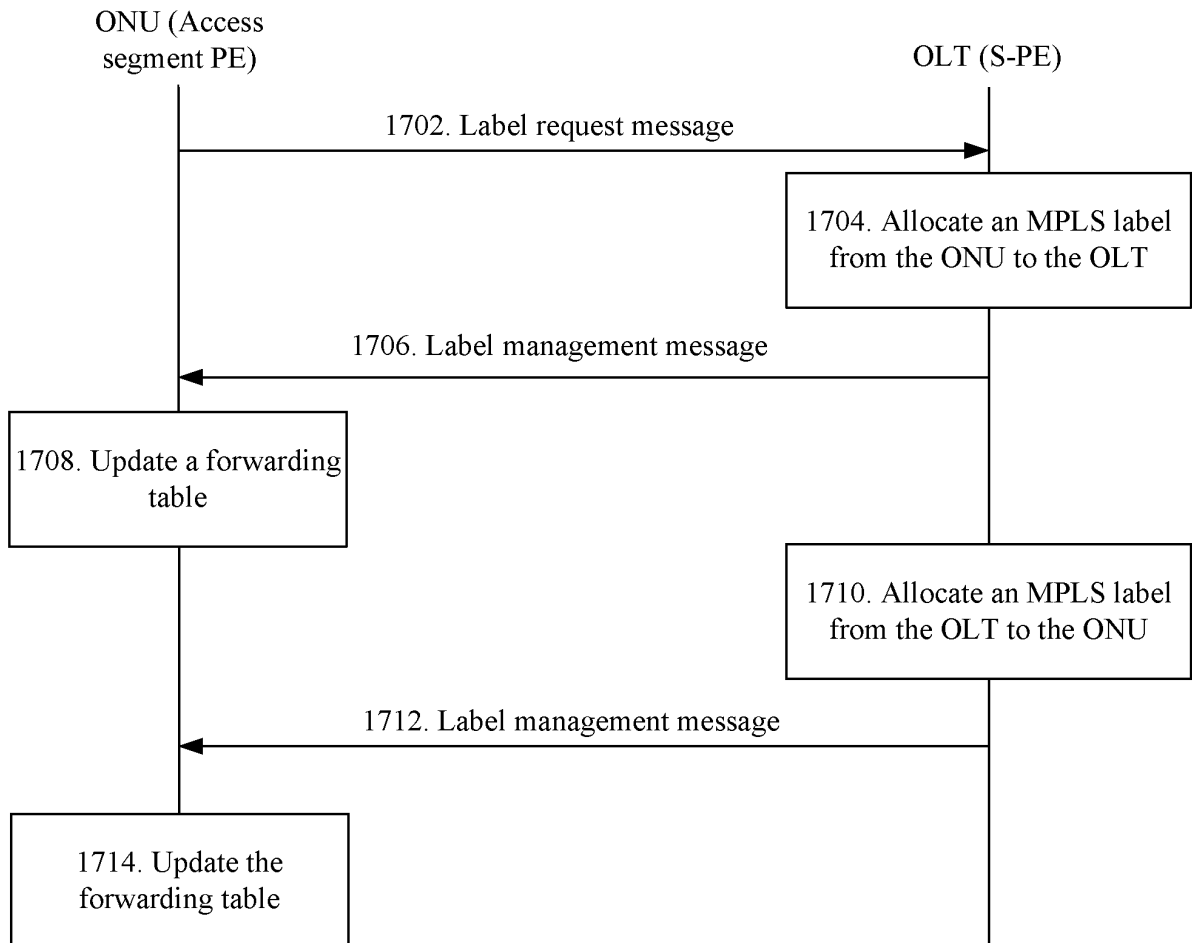 ONU (Access
segment PE)
OLT (S-PE)
1702. Label request message
1704. Allocate an MPLS label
from the ONU to the OLT
1706. Label management message
1708. Update a forwarding
table
1710. Allocate an MPLS label
from the OLT to the ONU
1712. Label management message
1714. Update the
forwarding table